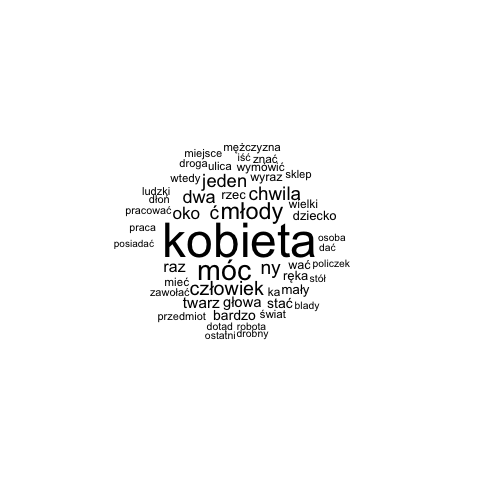 mężczyzna
miejsce iść znać
droga ulica wymówić
wtedy jeden wyraz sklep
ludzki dwa rzec chwila
dłoń wielki
pracować oko ć młody dziecko
praca kobieta osoba
posiadać dać
raz móc ny wać policzek
mieć ręka stół
zawołać człowiek ka mały
twarz głowa stać blady
przedmiot bardzo świat
dotąd robota
ostatni drobny